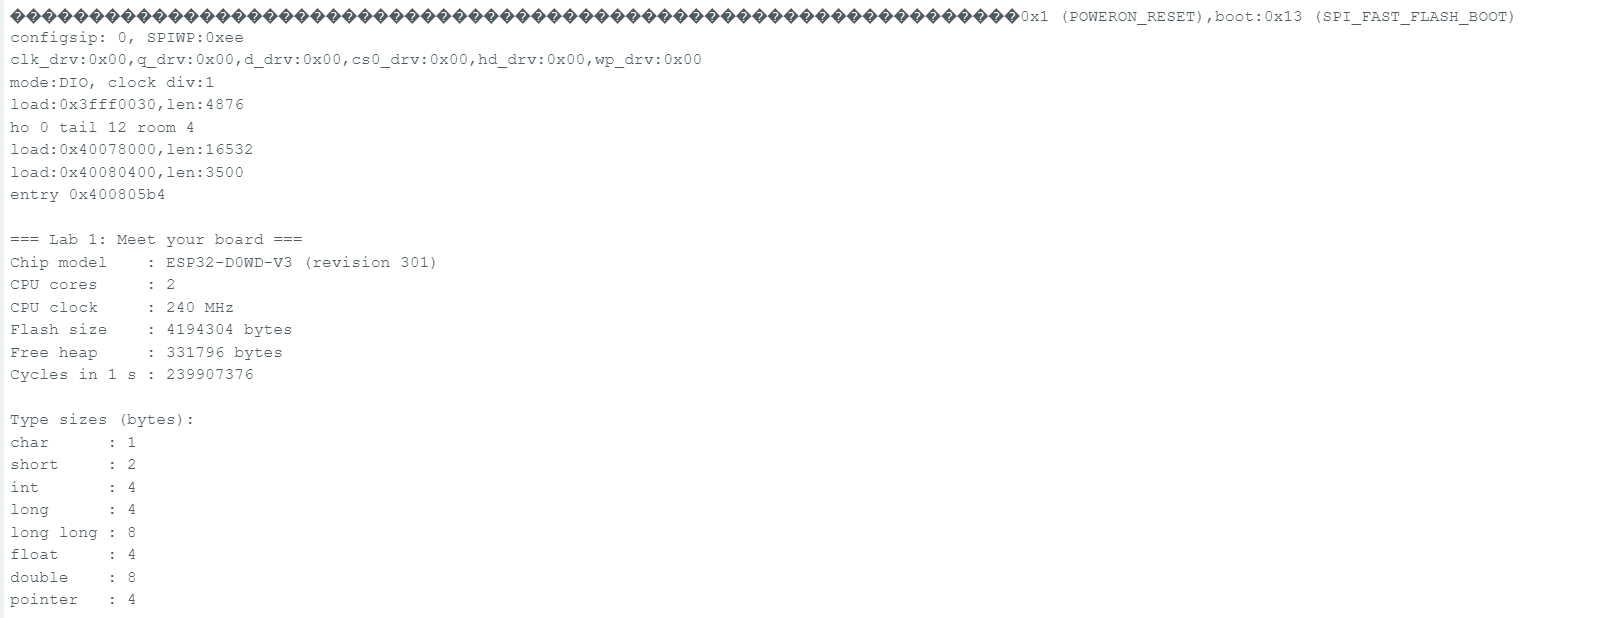 ����������������������������������������������������������������������������������������������������0x1 (POWERON_RESET),boot:0x13 (SPI_FAST_FLASH_BOOT)
configsip: 0, SPIWP:0xee
clk_drv:0x00,q_drv:0x00,d_drv:0x00,cs0_drv:0x00,hd_drv:0x00,wp_drv:0x00
mode:DIO, clock div:1
load:0x3fff0030,len:4876
ho 0 tail 12 room 4
load:0x40078000,len:16532
load:0x40080400,len:3500
entry 0x400805b4

=== Lab 1: Meet your board ===
Chip model    : ESP32-D0WD-V3 (revision 301)
CPU cores     : 2
CPU clock     : 240 MHz
Flash size    : 4194304 bytes
Free heap     : 331796 bytes
Cycles in 1 s : 239907376

Type sizes (bytes):
char      : 1
short     : 2
int       : 4
long      : 4
long long : 8
float     : 4
double    : 8
pointer   : 4